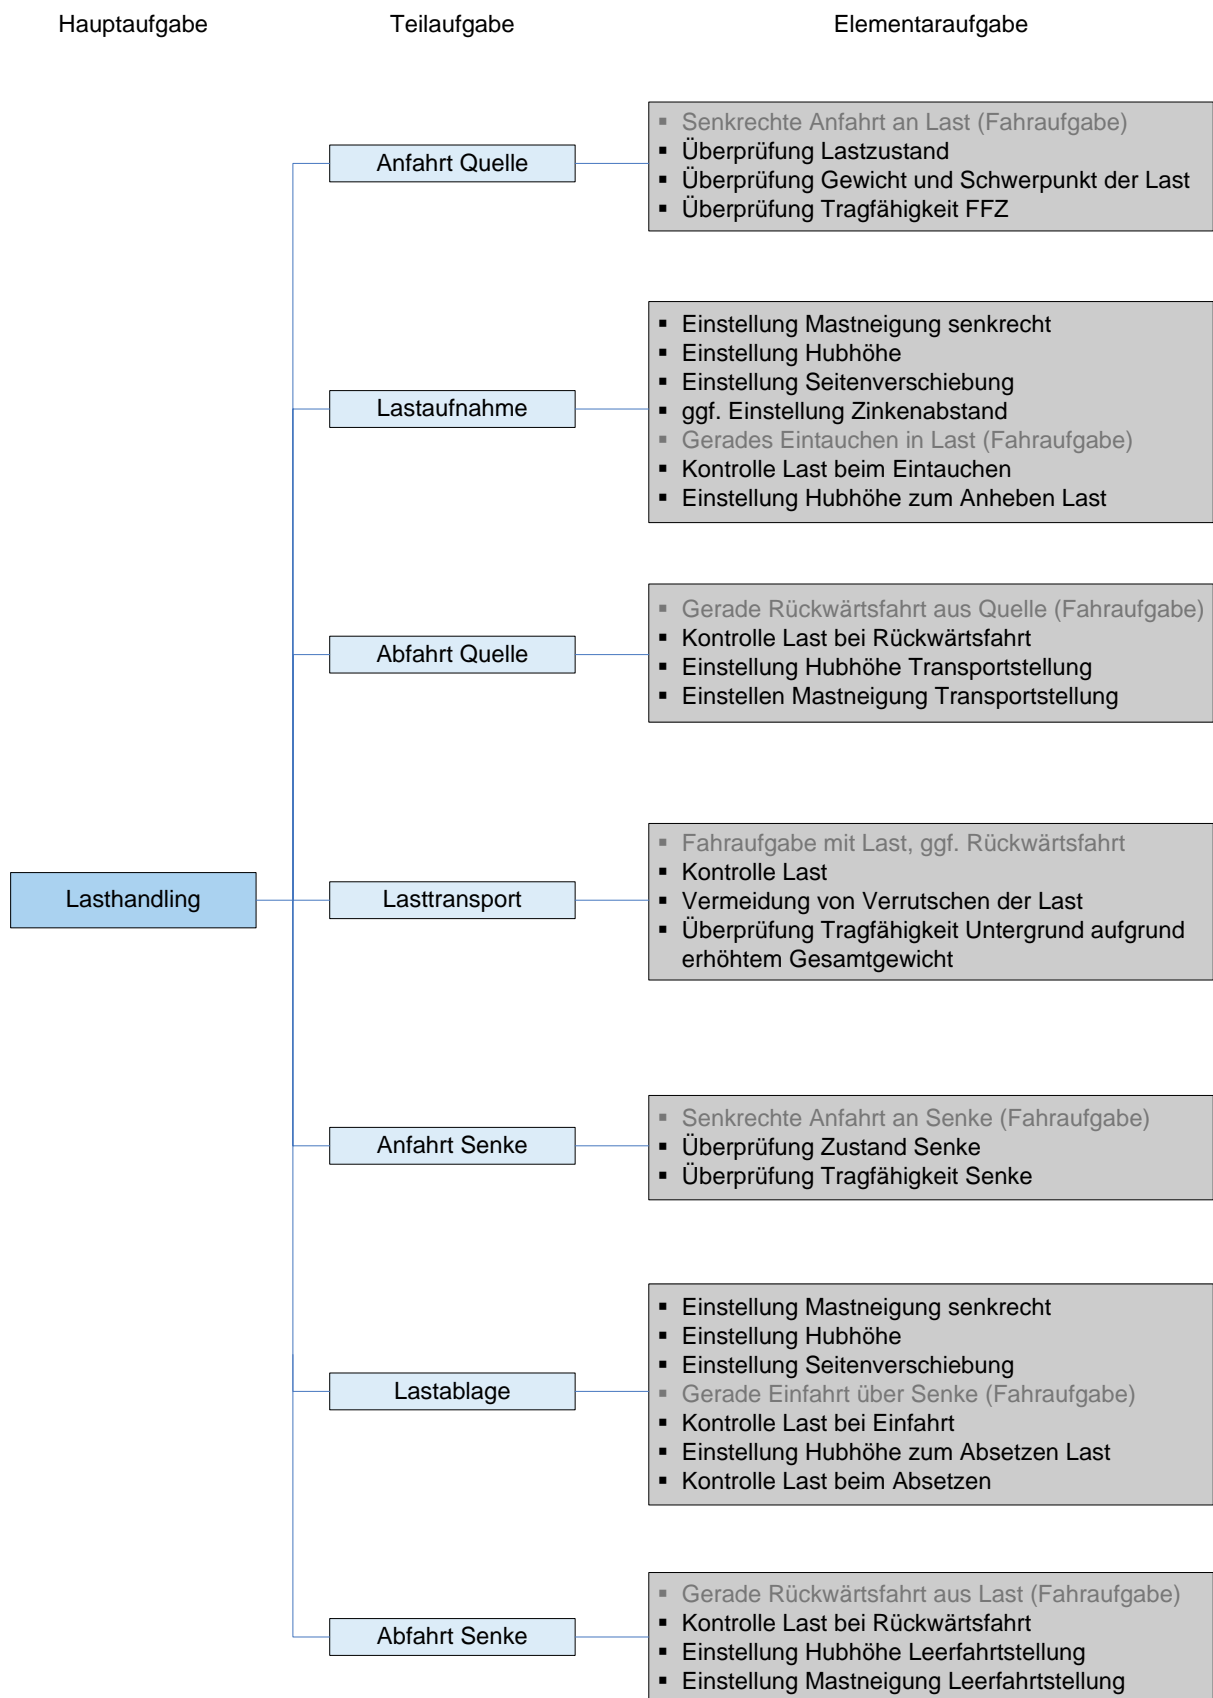 Hauptaufgabe
Teilaufgabe
Elementaraufgabe
Lasthandling
Anfahrt Quelle
▪ Senkrechte Anfahrt an Last (Fahraufgabe)
▪ Überprüfung Lastzustand
▪ Überprüfung Gewicht und Schwerpunkt der Last
▪ Überprüfung Tragfähigkeit FFZ
Lastaufnahme
▪ Einstellung Mastneigung senkrecht
▪ Einstellung Hubhöhe
▪ Einstellung Seitenverschiebung
▪ ggf. Einstellung Zinkenabstand
▪ Gerades Eintauchen in Last (Fahraufgabe)
▪ Kontrolle Last beim Eintauchen
▪ Einstellung Hubhöhe zum Anheben Last
Abfahrt Quelle
▪ Gerade Rückwärtsfahrt aus Quelle (Fahraufgabe)
▪ Kontrolle Last bei Rückwärtsfahrt
▪ Einstellung Hubhöhe Transportstellung
▪ Einstellen Mastneigung Transportstellung
Lasttransport
▪ Fahraufgabe mit Last, ggf. Rückwärtsfahrt
▪ Kontrolle Last
▪ Vermeidung von Verrutschen der Last
▪ Überprüfung Tragfähigkeit Untergrund aufgrund
erhöhtem Gesamtgewicht
Anfahrt Senke
▪ Senkrechte Anfahrt an Senke (Fahraufgabe)
▪ Überprüfung Zustand Senke
▪ Überprüfung Tragfähigkeit Senke
Lastablage
▪ Einstellung Mastneigung senkrecht
▪ Einstellung Hubhöhe
▪ Einstellung Seitenverschiebung
▪ Gerade Einfahrt über Senke (Fahraufgabe)
▪ Kontrolle Last bei Einfahrt
▪ Einstellung Hubhöhe zum Absetzen Last
▪ Kontrolle Last beim Absetzen
Abfahrt Senke
▪ Gerade Rückwärtsfahrt aus Last (Fahraufgabe)
▪ Kontrolle Last bei Rückwärtsfahrt
▪ Einstellung Hubhöhe Leerfahrtstellung
▪ Einstellung Mastneigung Leerfahrtstellung